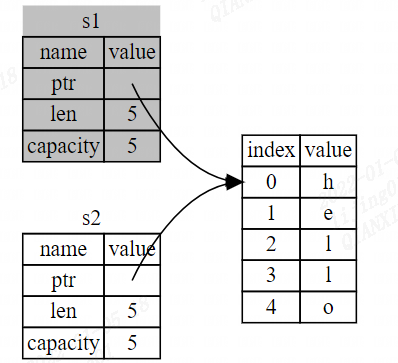 s1
name value
ptr
len 5
capacity 5
s2
name value
ptr
len 5
capacity 5
index value
0 h
1 e
2 l
3 l
4 o